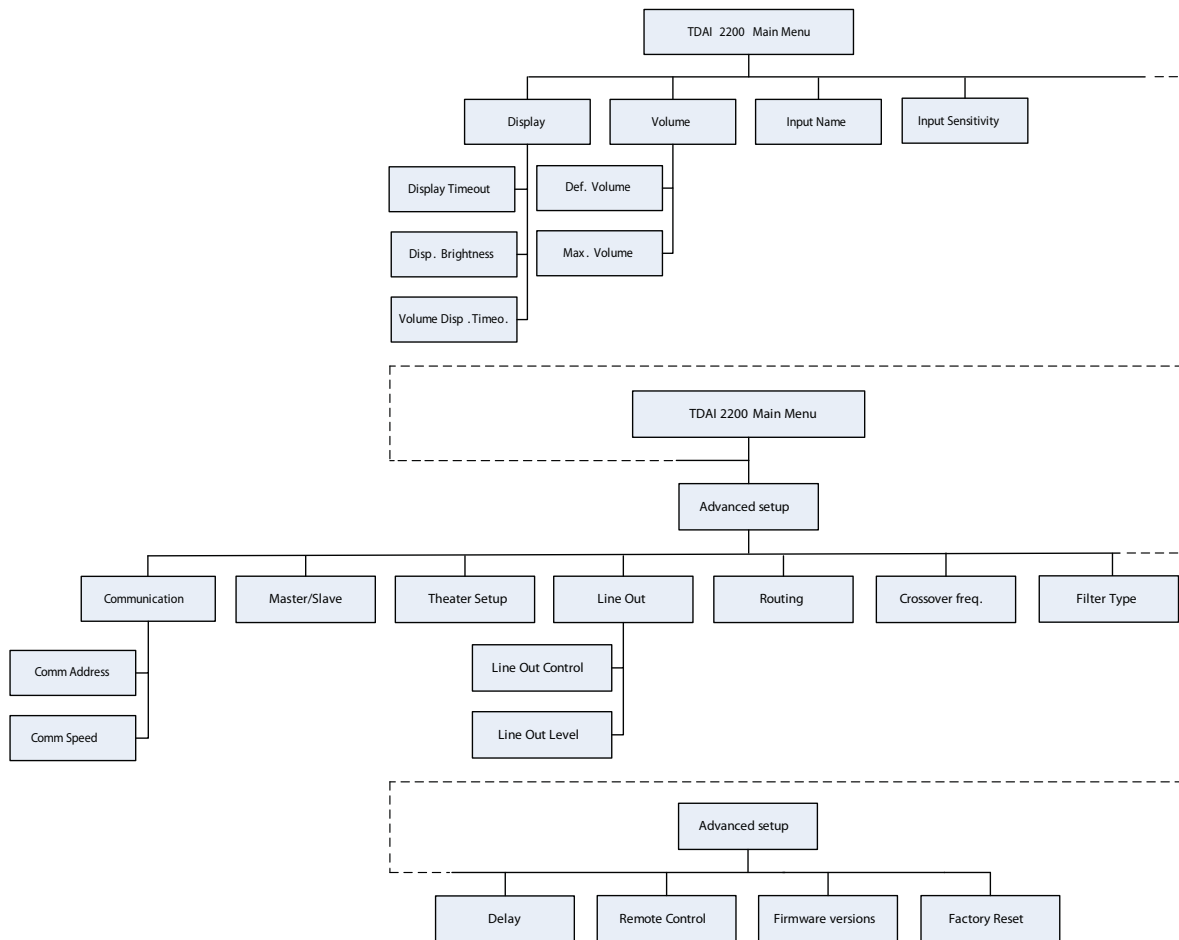 TDAI 2200 Main Menu
Display
Volume
Input Name
Input Sensitivity
Display Timeout
Def. Volume
Disp. Brightness
Max. Volume
Volume Disp .Timeo.
TDAI 2200 Main Menu
Advanced setup
Communication
Master/Slave
Theater Setup
Line Out
Routing
Crossover freq.
Filter Type
Comm Address
Line Out Control
Comm Speed
Line Out Level
Advanced setup
Delay
Remote Control
Firmware versions
Factory Reset